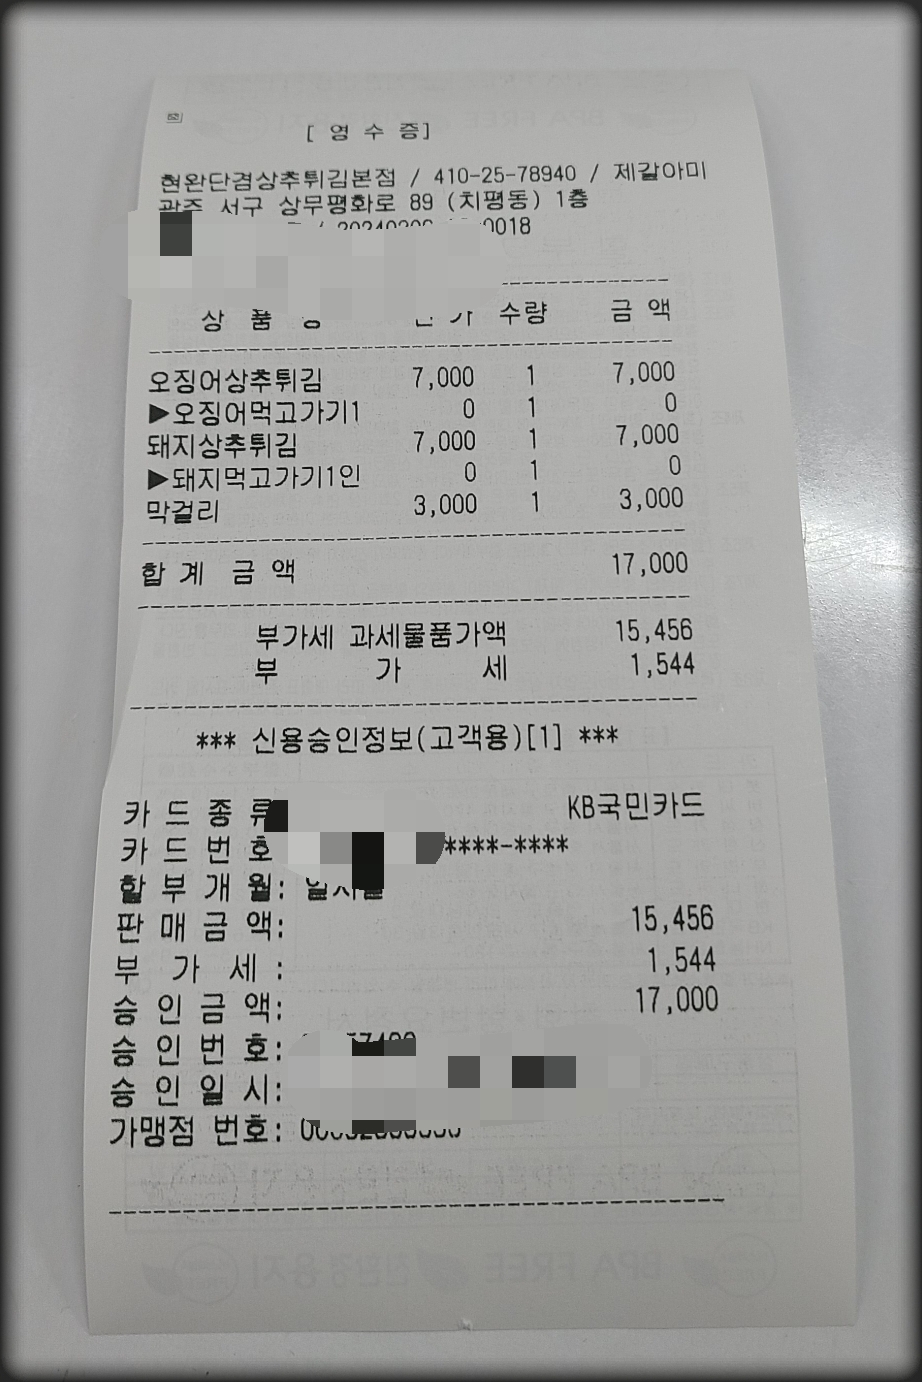 [ 영 수 증 ]
현완단겸상추튀김본점 / 410-25-78940 / 제갈아미
광주 서구 상무평화로 89 (치평동) 1층
0018
상 품 수량 금 액
오징어상추튀김 7,000 1 7,000
▶오징어먹고가기1 0 1 0
돼지상추튀김 7,000 1 7,000
▶돼지먹고가기1인 0 1 0
막걸리 3,000 1 3,000
합 계 금 액 17,000
부가세 과세물품가액 15,456
부 가 세 1,544
*** 신용승인정보(고객용)[1] ***
카 드 종 류 KB국민카드
카 드 번 호 ****-****
할 부 개 월:
판 매 금 액: 15,456
부 가 세 : 1,544
승 인 금 액: 17,000
승 인 번 호:
승 인 일 시:
가맹점 번호: